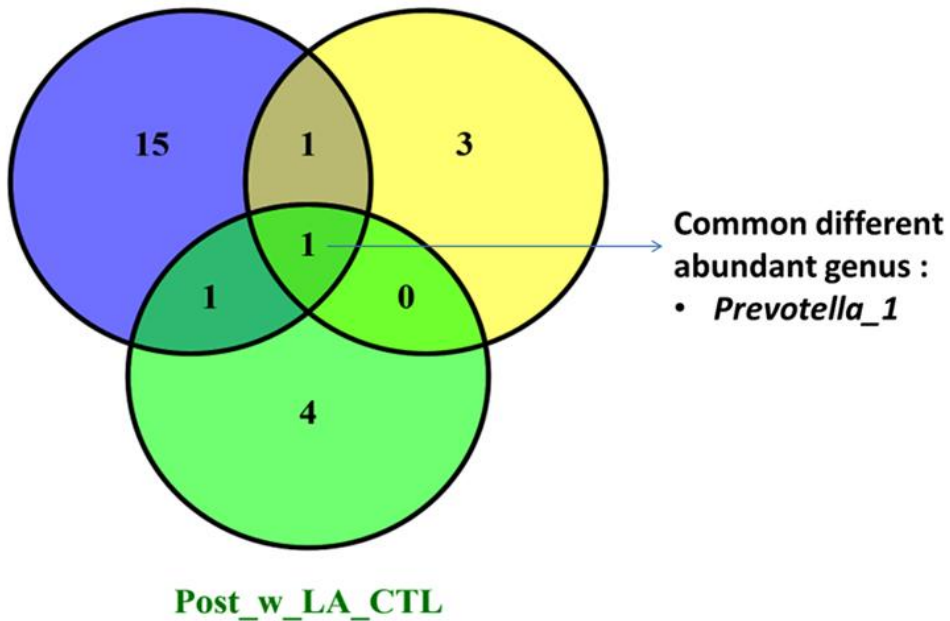 15
1
3
1
1
0
4
Common different
abundant genus :
• Prevotella_1
Post_w_LA_CTL